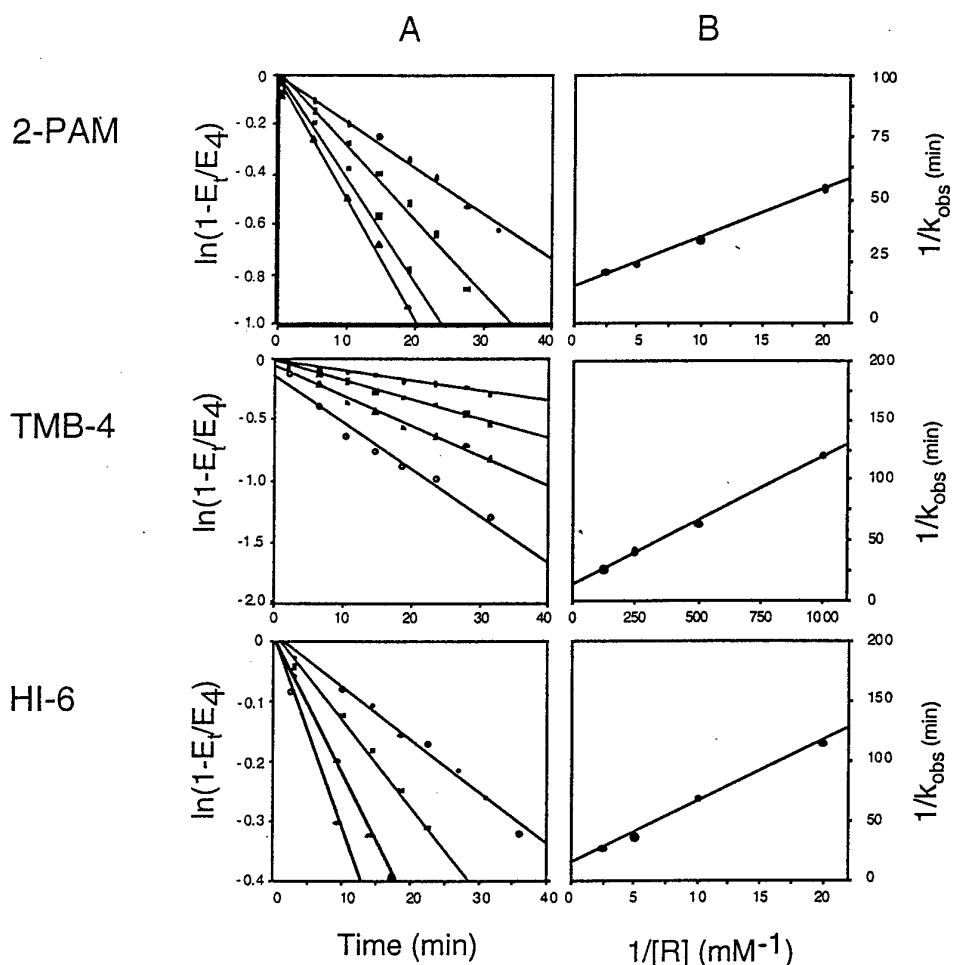 A B
2-PAM
ln(1-Et/E4)
0
-0.2
-0.4
-0.6
-0.8
-1.0
0 10 20 30 40
0 5 10 15 20
100
75
50
25
0
1/kobs (min)
TMB-4
ln(1-Et/E4)
0
-0.5
-1.0
-1.5
-2.0
0 10 20 30 40
0 250 500 750 1000
200
150
100
50
0
1/kobs (min)
HI-6
ln(1-Et/E4)
0
-0.1
-0.2
-0.3
-0.4
0 10 20 30 40
0 5 10 15 20
200
150
100
50
0
1/kobs (min)
Time (min) 1/[R] (mM-1)